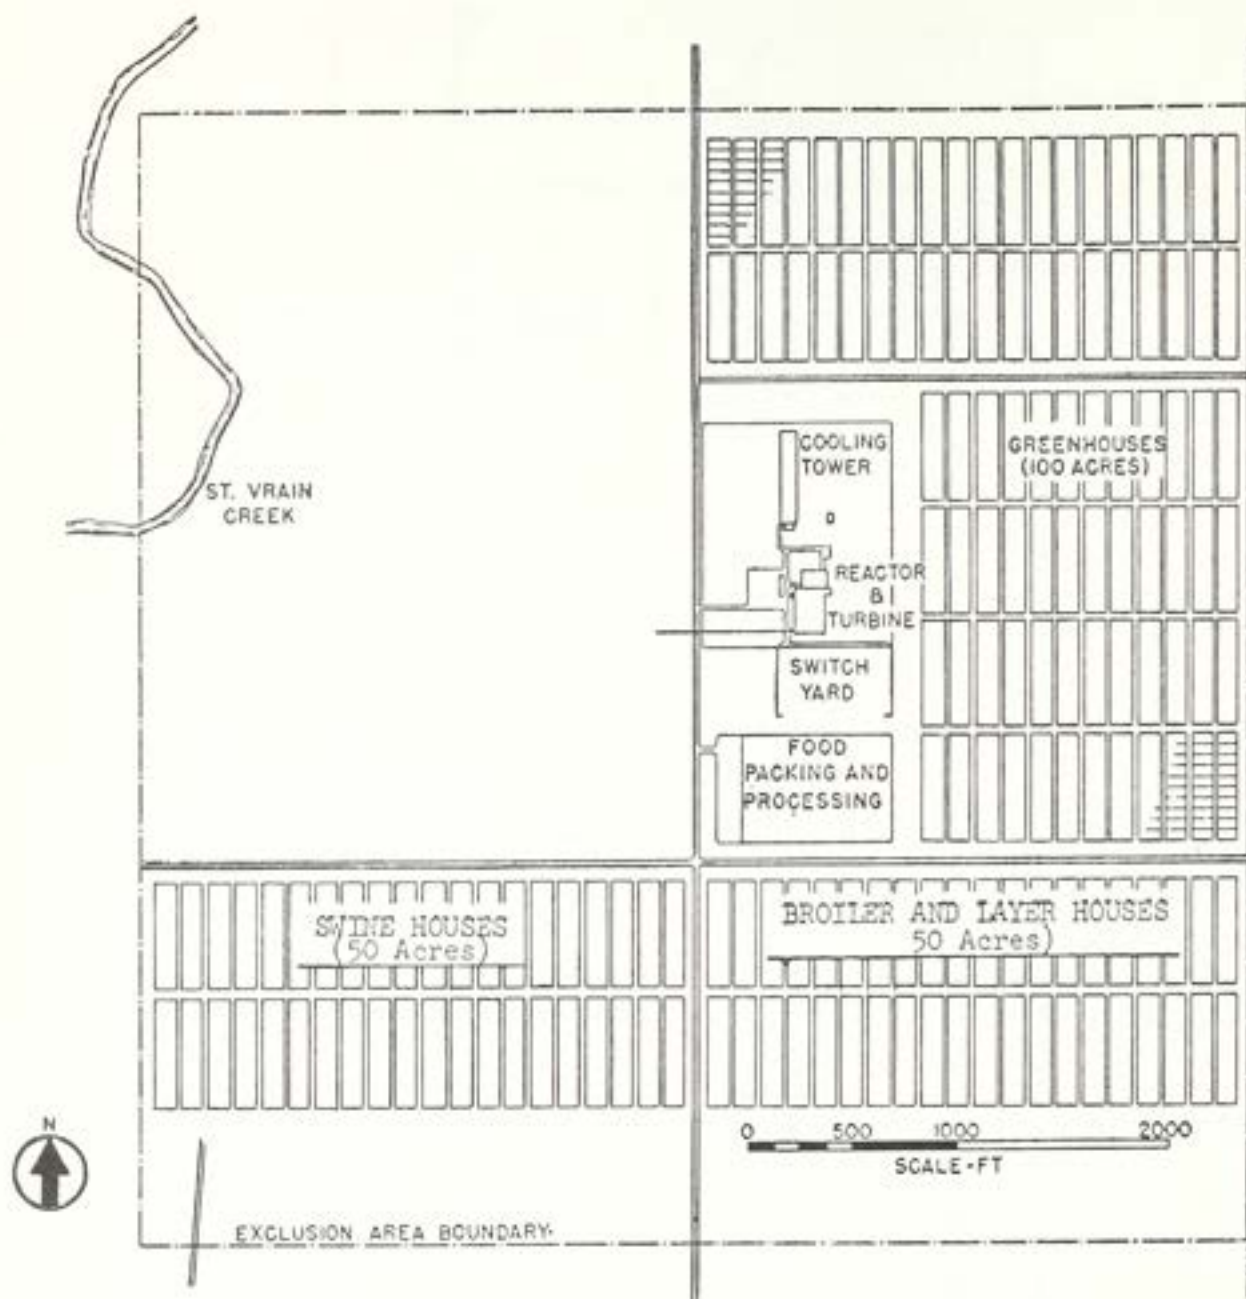 COOLING
TOWER
GREENHOUSES
(100 ACRES)
ST. VRAIN
CREEK
REACTOR
&
TURBINE
SWITCH
YARD
FOOD
PACKING AND
PROCESSING
SWINE HOUSES
(50 Acres)
BROILER AND LAYER HOUSES
50 Acres)
N
0 500 1000 2000
SCALE-FT
EXCLUSION AREA BOUNDARY